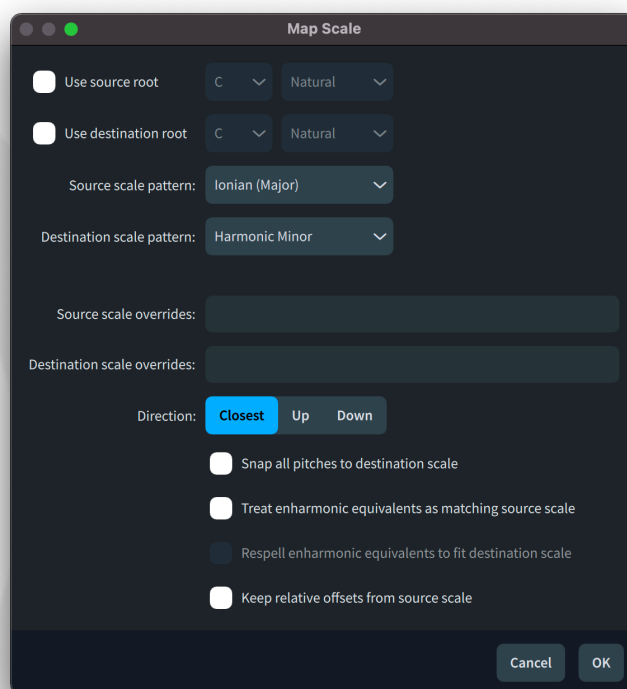 Map Scale
Use source root C Natural
Use destination root C Natural
Source scale pattern: Ionian (Major)
Destination scale pattern: Harmonic Minor
Source scale overrides:
Destination scale overrides:
Direction: Closest Up Down
Snap all pitches to destination scale
Treat enharmonic equivalents as matching source scale
Respell enharmonic equivalents to fit destination scale
Keep relative offsets from source scale
Cancel OK